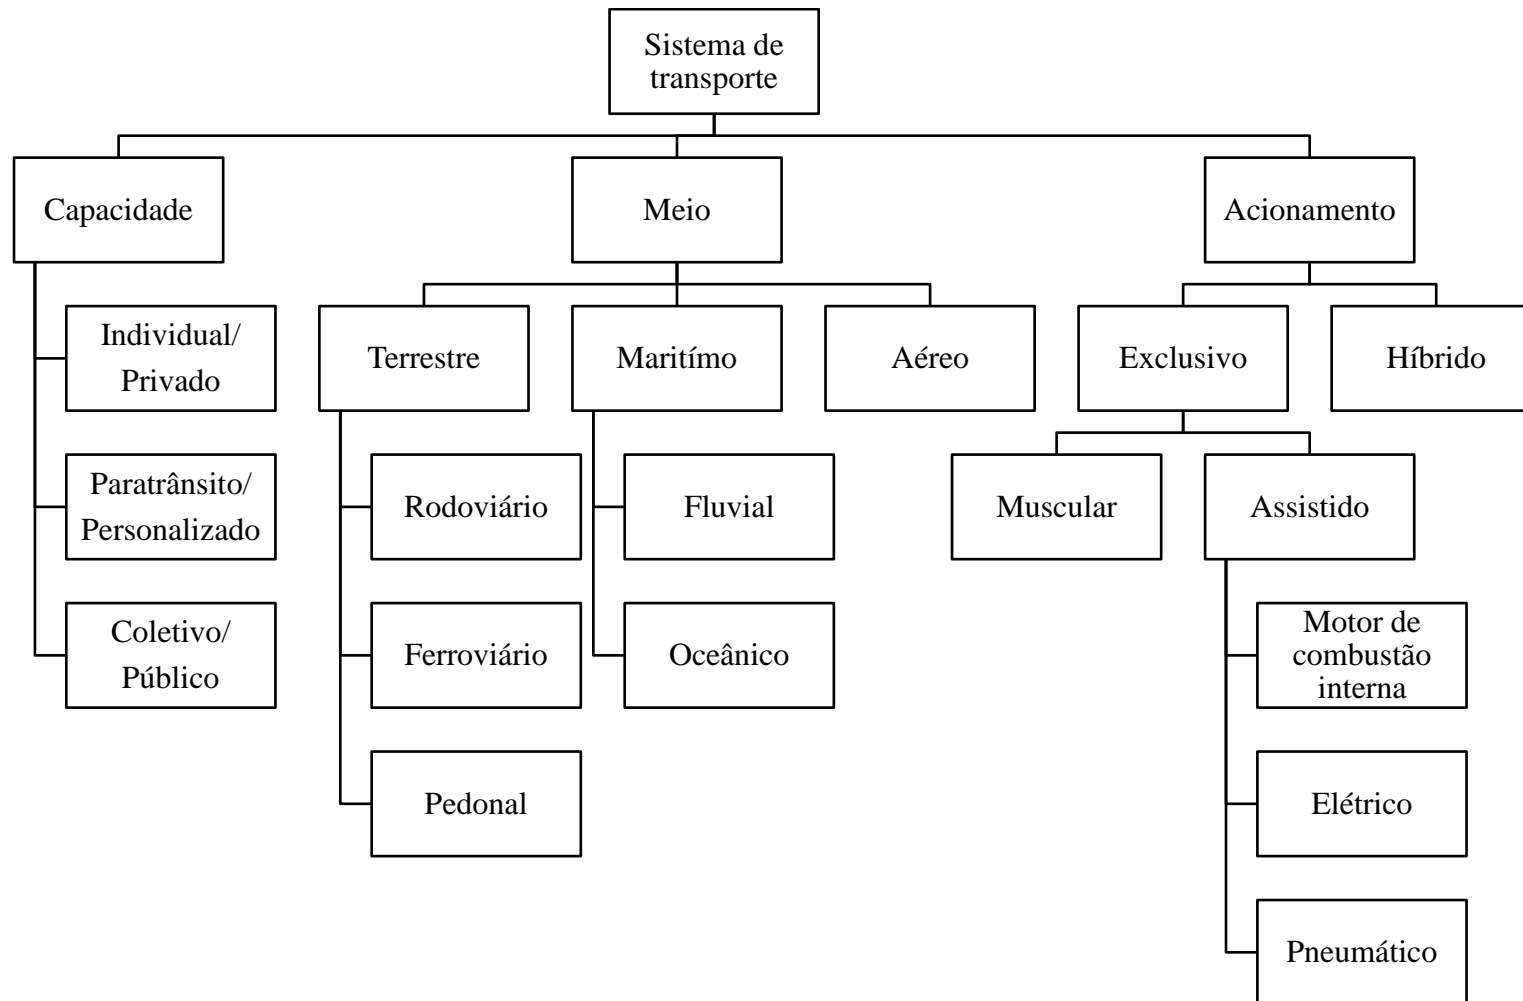 Sistema de
transporte
Capacidade
Meio
Acionamento
Individual/
Privado
Terrestre
Maritímo
Aéreo
Exclusivo
Híbrido
Paratrânsito/
Personalizado
Rodoviário
Fluvial
Muscular
Assistido
Coletivo/
Público
Ferroviário
Oceânico
Motor de
combustão
interna
Pedonal
Elétrico
Pneumático